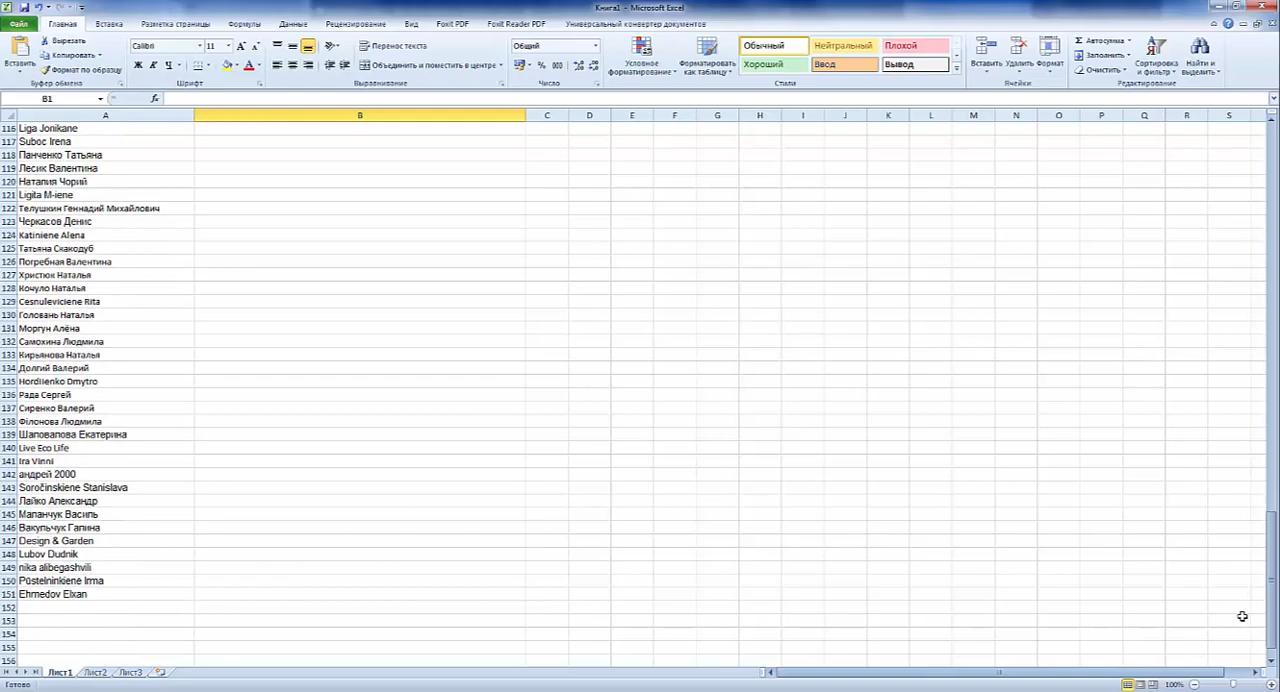 Книга1 - Microsoft Excel
Файл Главная Вставка Разметка страницы Формулы Данные Рецензирование Вид Foxit PDF Foxit Reader PDF Универсальный конвертер документов
Вставить
Вырезать
Копировать
Формат по образцу
Буфер обмена
Calibri 11
Ж К Ч
Шрифт
Перенос текста
Объединить и поместить в центре
Выравнивание
Общий
% 000
Число
Условное форматирование
Форматировать как таблицу
Обычный Нейтральный Плохой
Хороший Ввод Вывод
Стили
Вставить Удалить Формат
Ячейки
Σ Автосумма
Заполнить
Очистить
Сортировка и фильтр
Найти и выделить
Редактирование
B1 fx
A B C D E F G H I J K L M N O P Q R S
116 Liga Jonikane
117 Suboc Irena
118 Панченко Татьяна
119 Лесик Валентина
120 Наталия Чорий
121 Ligita M-iene
122 Телушкин Геннадий Михайлович
123 Черкасов Денис
124 Katiniene Alena
125 Татьяна Скакодуб
126 Погребная Валентина
127 Христюк Наталья
128 Кочуло Наталья
129 Cesnuleviciene Rita
130 Головань Наталья
131 Моргун Алёна
132 Самохина Людмила
133 Кирьянова Наталья
134 Долгий Валерий
135 Hordiienko Dmytro
136 Рада Сергей
137 Сиренко Валерий
138 Філонова Людмила
139 Шаповалова Екатерина
140 Live Eco Life
141 Ira Vinni
142 андрей 2000
143 Soročinskiene Stanislava
144 Лайко Александр
145 Маланчук Василь
146 Вакульчук Галина
147 Design & Garden
148 Lubov Dudnik
149 nika alibegashvili
150 Pūstelninkienė Irma
151 Ehmedov Elxan
152
153
154
155
156
Лист1 Лист2 Лист3
Готово 100%